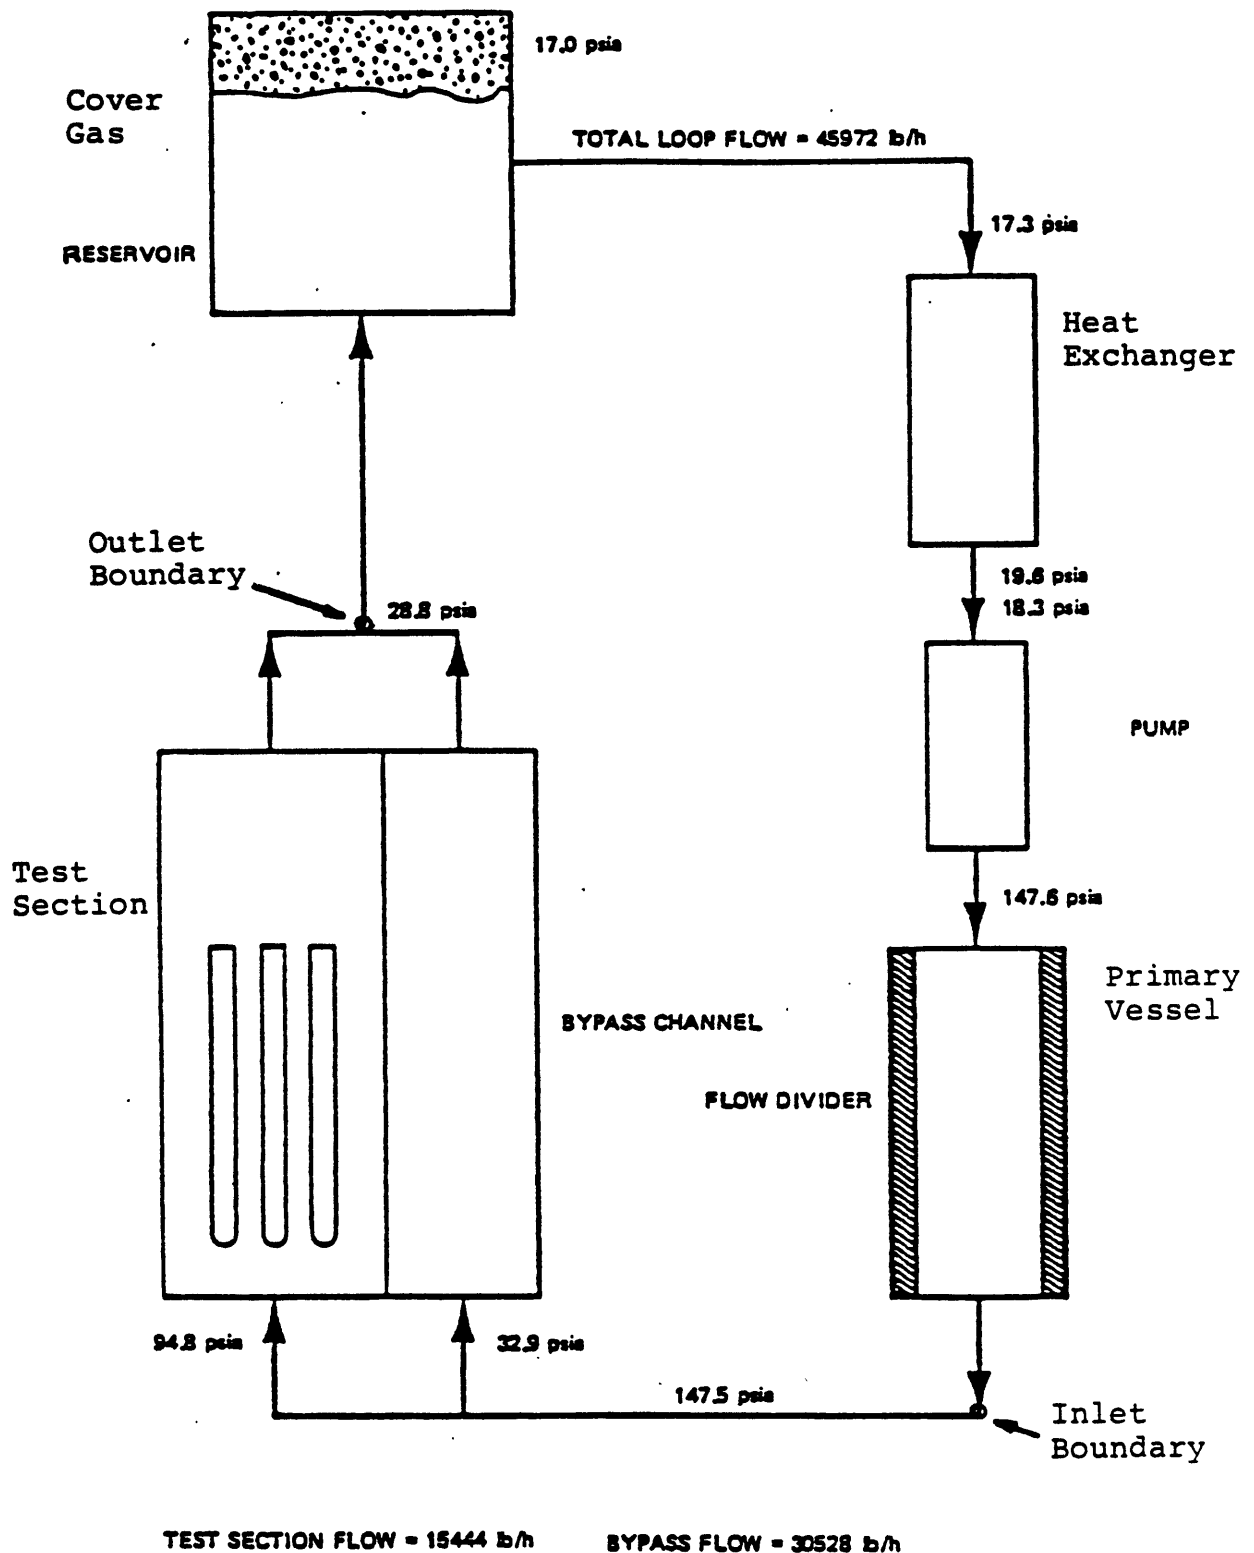 17.0 psia
Cover
Gas
TOTAL LOOP FLOW = 45972 lb/h
17.3 psia
RESERVOIR
Heat
Exchanger
Outlet
Boundary
19.6 psia
28.8 psia
18.3 psia
PUMP
Test
Section
147.6 psia
Primary
Vessel
BYPASS CHANNEL
FLOW DIVIDER
94.8 psia
32.9 psia
147.5 psia
Inlet
Boundary
TEST SECTION FLOW = 15444 lb/h
BYPASS FLOW = 30528 lb/h